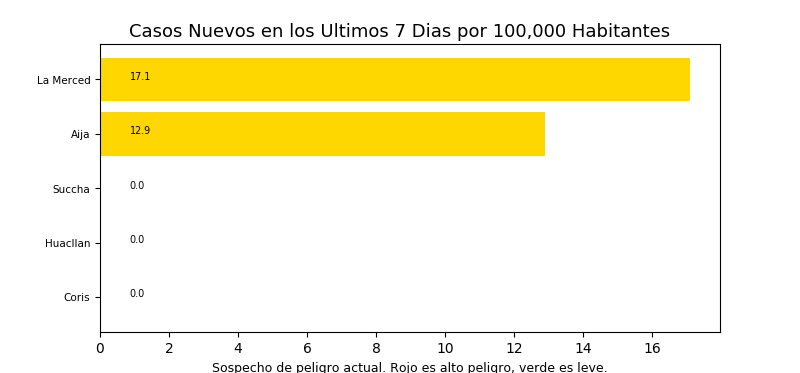 Casos Nuevos en los Ultimos 7 Dias por 100,000 Habitantes
La Merced 17.1
Aija 12.9
Succha 0.0
Huacllan 0.0
Coris 0.0
0 2 4 6 8 10 12 14 16
Sospecho de peligro actual. Rojo es alto peligro, verde es leve.